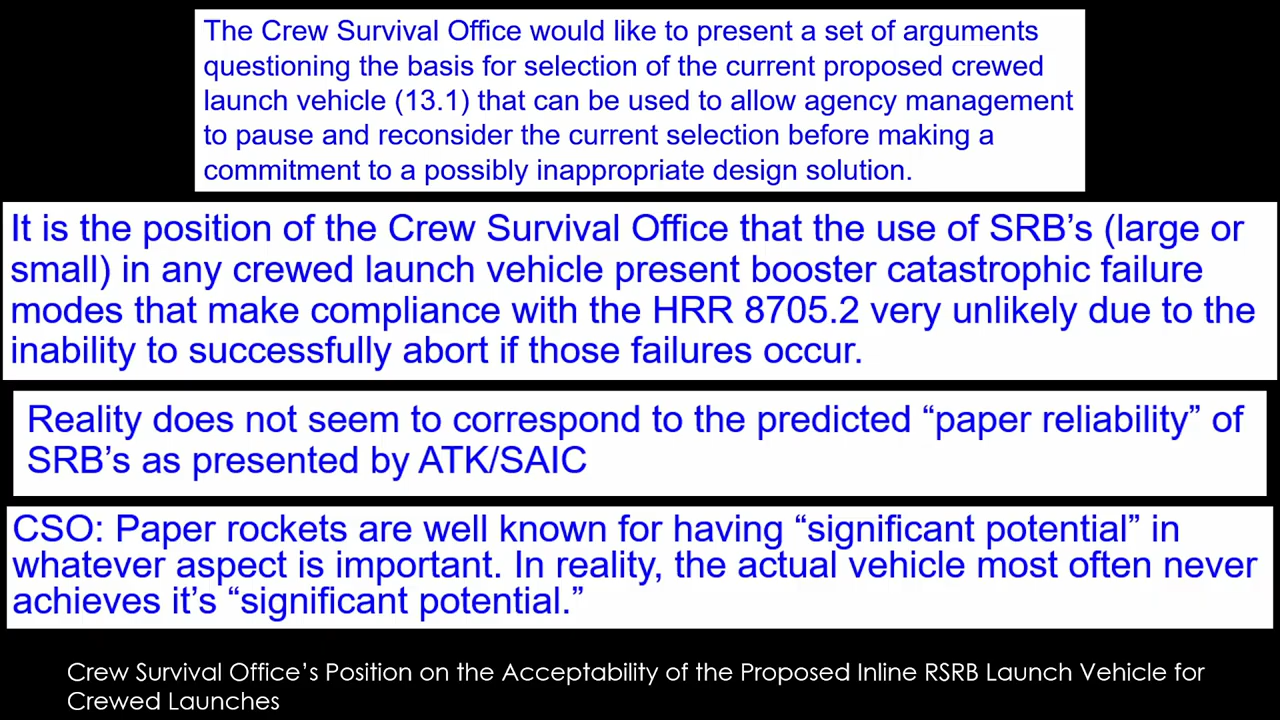 The Crew Survival Office would like to present a set of arguments
questioning the basis for selection of the current proposed crewed
launch vehicle (13.1) that can be used to allow agency management
to pause and reconsider the current selection before making a
commitment to a possibly inappropriate design solution.
It is the position of the Crew Survival Office that the use of SRB’s (large or
small) in any crewed launch vehicle present booster catastrophic failure
modes that make compliance with the HRR 8705.2 very unlikely due to the
inability to successfully abort if those failures occur.
Reality does not seem to correspond to the predicted “paper reliability” of
SRB’s as presented by ATK/SAIC
CSO: Paper rockets are well known for having “significant potential” in
whatever aspect is important. In reality, the actual vehicle most often never
achieves it’s “significant potential.”
Crew Survival Office’s Position on the Acceptability of the Proposed Inline RSRB Launch Vehicle for
Crewed Launches